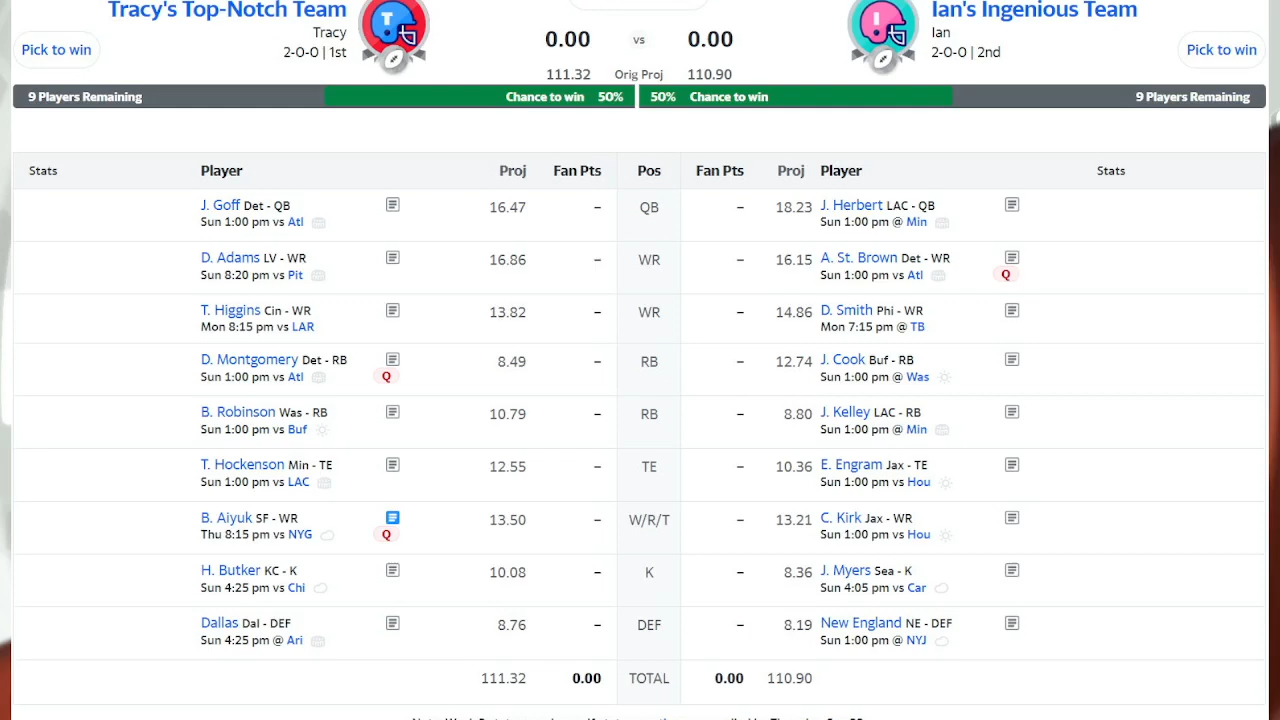 Tracy's Top-Notch Team
Tracy
2-0-0 | 1st
Pick to win
T
0.00 vs 0.00
111.32 Orig Proj 110.90
I
Ian's Ingenious Team
Ian
2-0-0 | 2nd
Pick to win
9 Players Remaining Chance to win 50% 50% Chance to win 9 Players Remaining
Stats Player Proj Fan Pts Pos Fan Pts Proj Player Stats
J. Goff Det - QB 16.47 – QB – 18.23 J. Herbert LAC - QB
Sun 1:00 pm vs Atl Sun 1:00 pm @ Min
D. Adams LV - WR 16.86 – WR – 16.15 A. St. Brown Det - WR
Sun 8:20 pm vs Pit Sun 1:00 pm vs Atl Q
T. Higgins Cin - WR 13.82 – WR – 14.86 D. Smith Phi - WR
Mon 8:15 pm vs LAR Mon 7:15 pm @ TB
D. Montgomery Det - RB 8.49 – RB – 12.74 J. Cook Buf - RB
Sun 1:00 pm vs Atl Q Sun 1:00 pm @ Was
B. Robinson Was - RB 10.79 – RB – 8.80 J. Kelley LAC - RB
Sun 1:00 pm vs Buf Sun 1:00 pm @ Min
T. Hockenson Min - TE 12.55 – TE – 10.36 E. Engram Jax - TE
Sun 1:00 pm vs LAC Sun 1:00 pm vs Hou
B. Aiyuk SF - WR 13.50 – W/R/T – 13.21 C. Kirk Jax - WR
Thu 8:15 pm vs NYG Q Sun 1:00 pm vs Hou
H. Butker KC - K 10.08 – K – 8.36 J. Myers Sea - K
Sun 4:25 pm vs Chi Sun 4:05 pm vs Car
Dallas Dal - DEF 8.76 – DEF – 8.19 New England NE - DEF
Sun 4:25 pm @ Ari Sun 1:00 pm @ NYJ
111.32 0.00 TOTAL 0.00 110.90